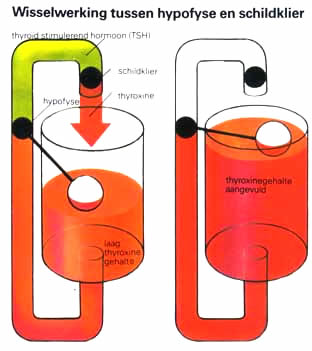 Wisselwerking tussen hypofyse en schildklier
thyroid stimulerend hormoon (TSH)
schildklier
thyroxine
hypofyse
laag
thyroxine
gehalte
thyroxinegehalte
aangevuld